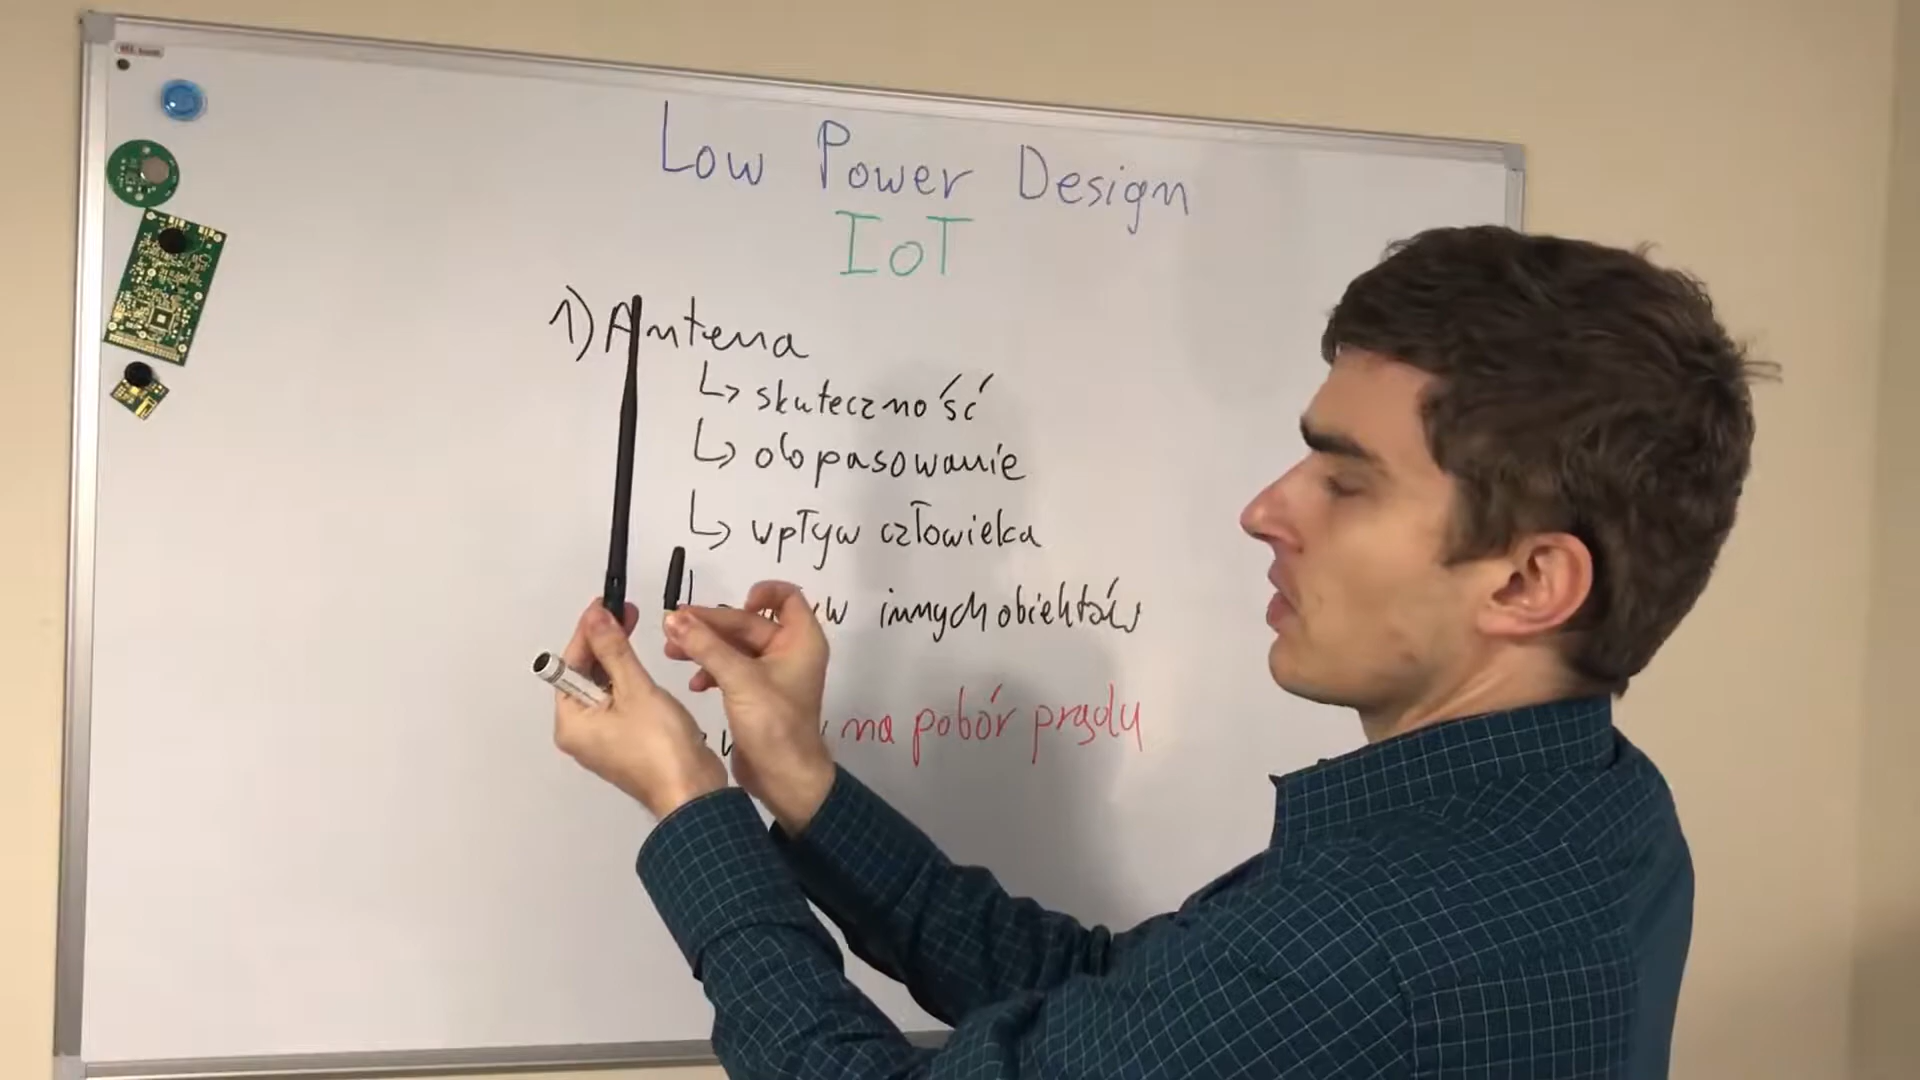 Low Power Design
IoT
1) Antena
↳ skuteczność
↳ dopasowanie
↳ wpływ człowieka
innych obiektów
na pobór prądu